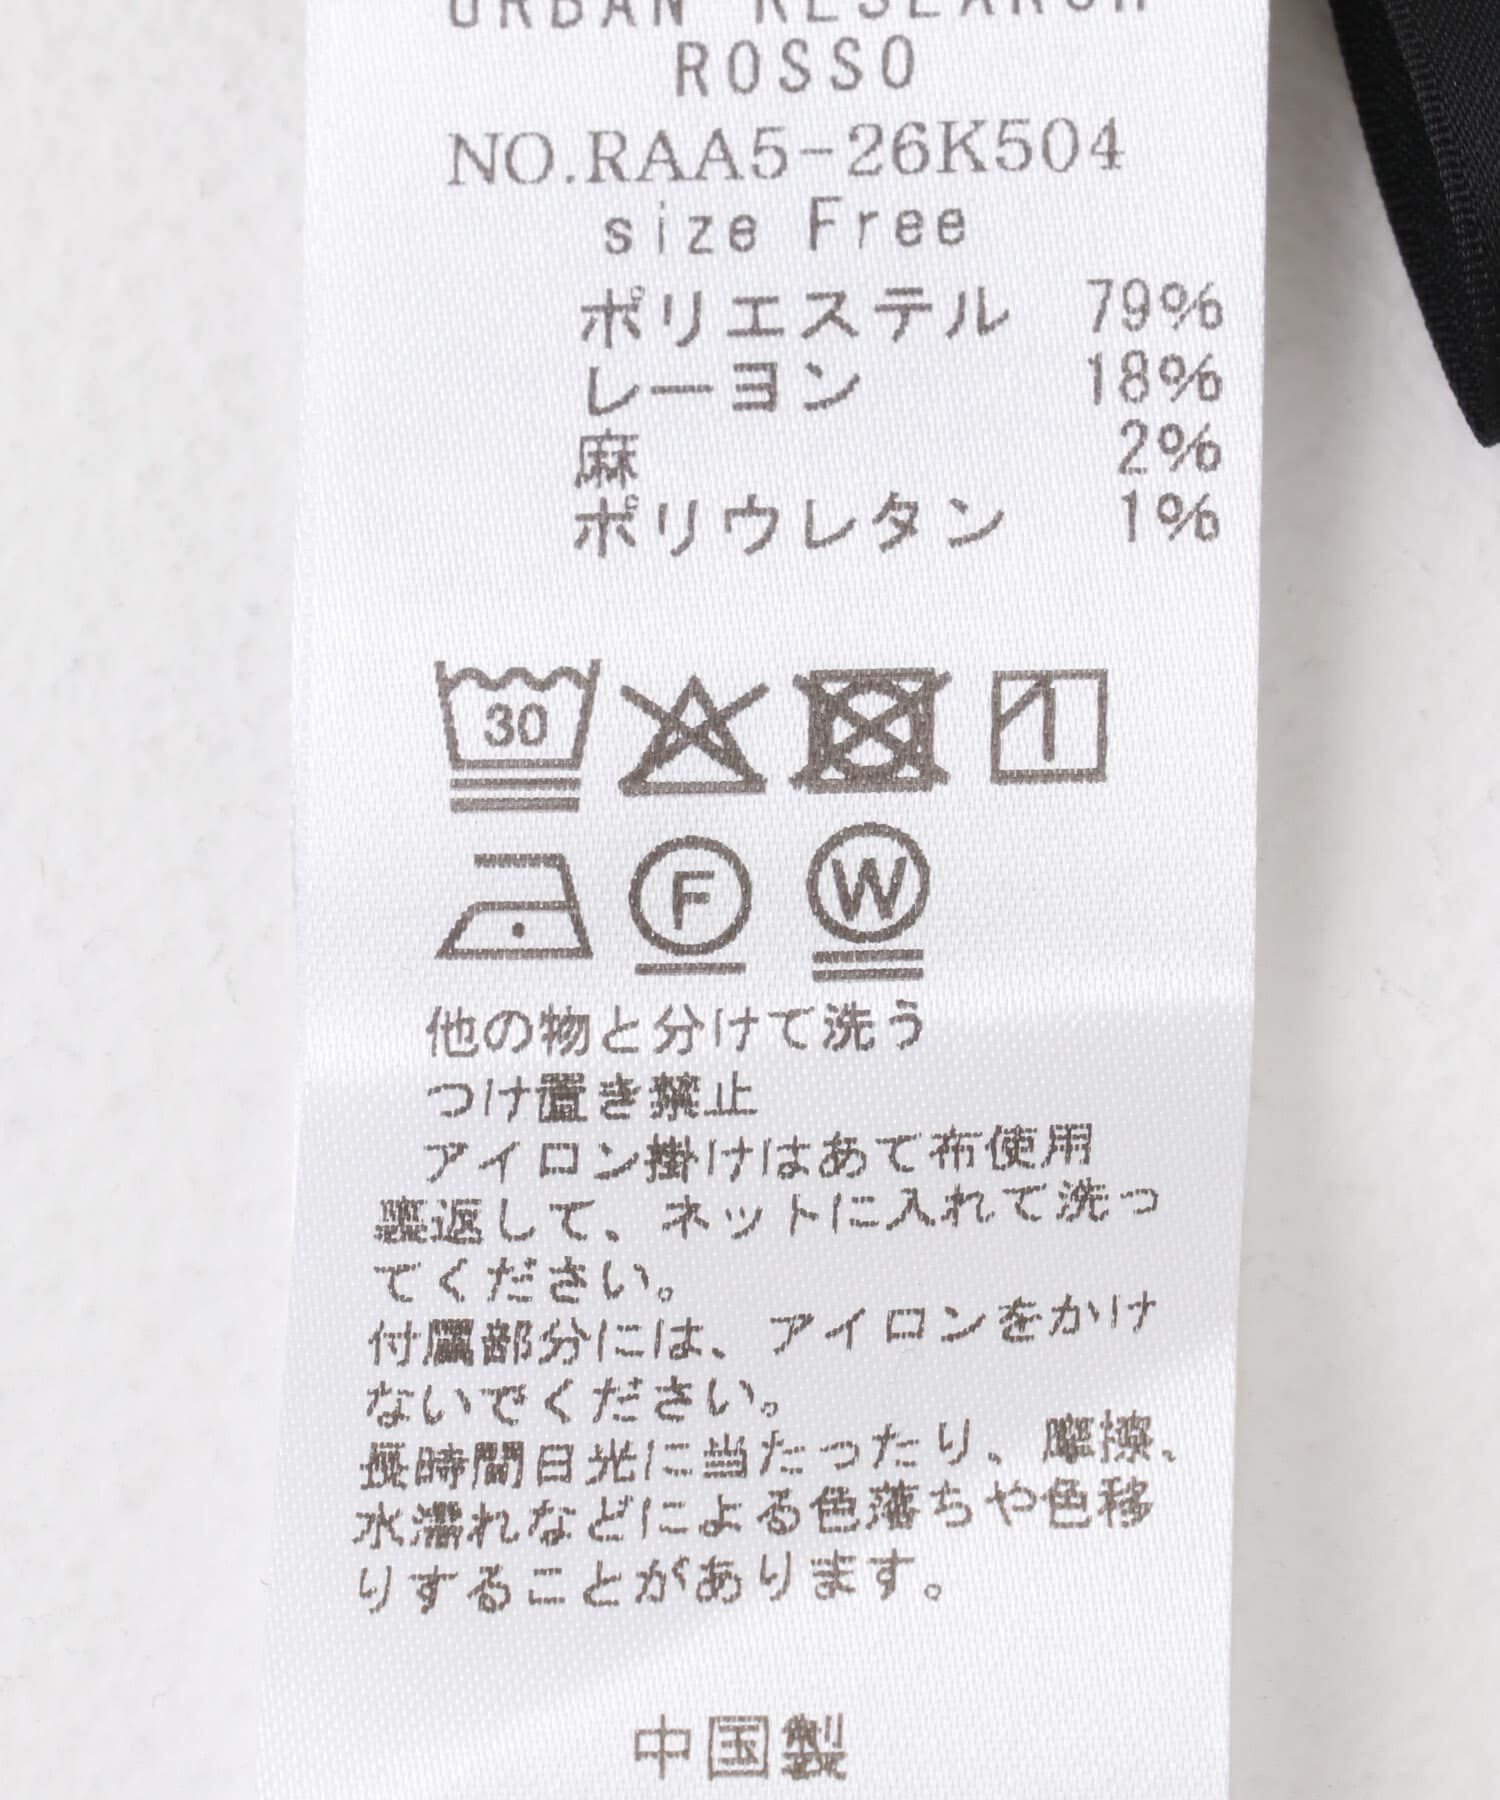 URBAN RESEARCH
ROSSO
NO.RAA5-26K504
size Free
ポリエステル 79%
レーヨン 18%
麻 2%
ポリウレタン 1%
30
F
W
他の物と分けて洗う
つけ置き禁止
アイロン掛けはあて布使用
裏返して、ネットに入れて洗っ
てください。
付属部分には、アイロンをかけ
ないでください。
長時間日光に当たったり、摩擦、
水濡れなどによる色落ちや色移
りすることがあります。
中国製